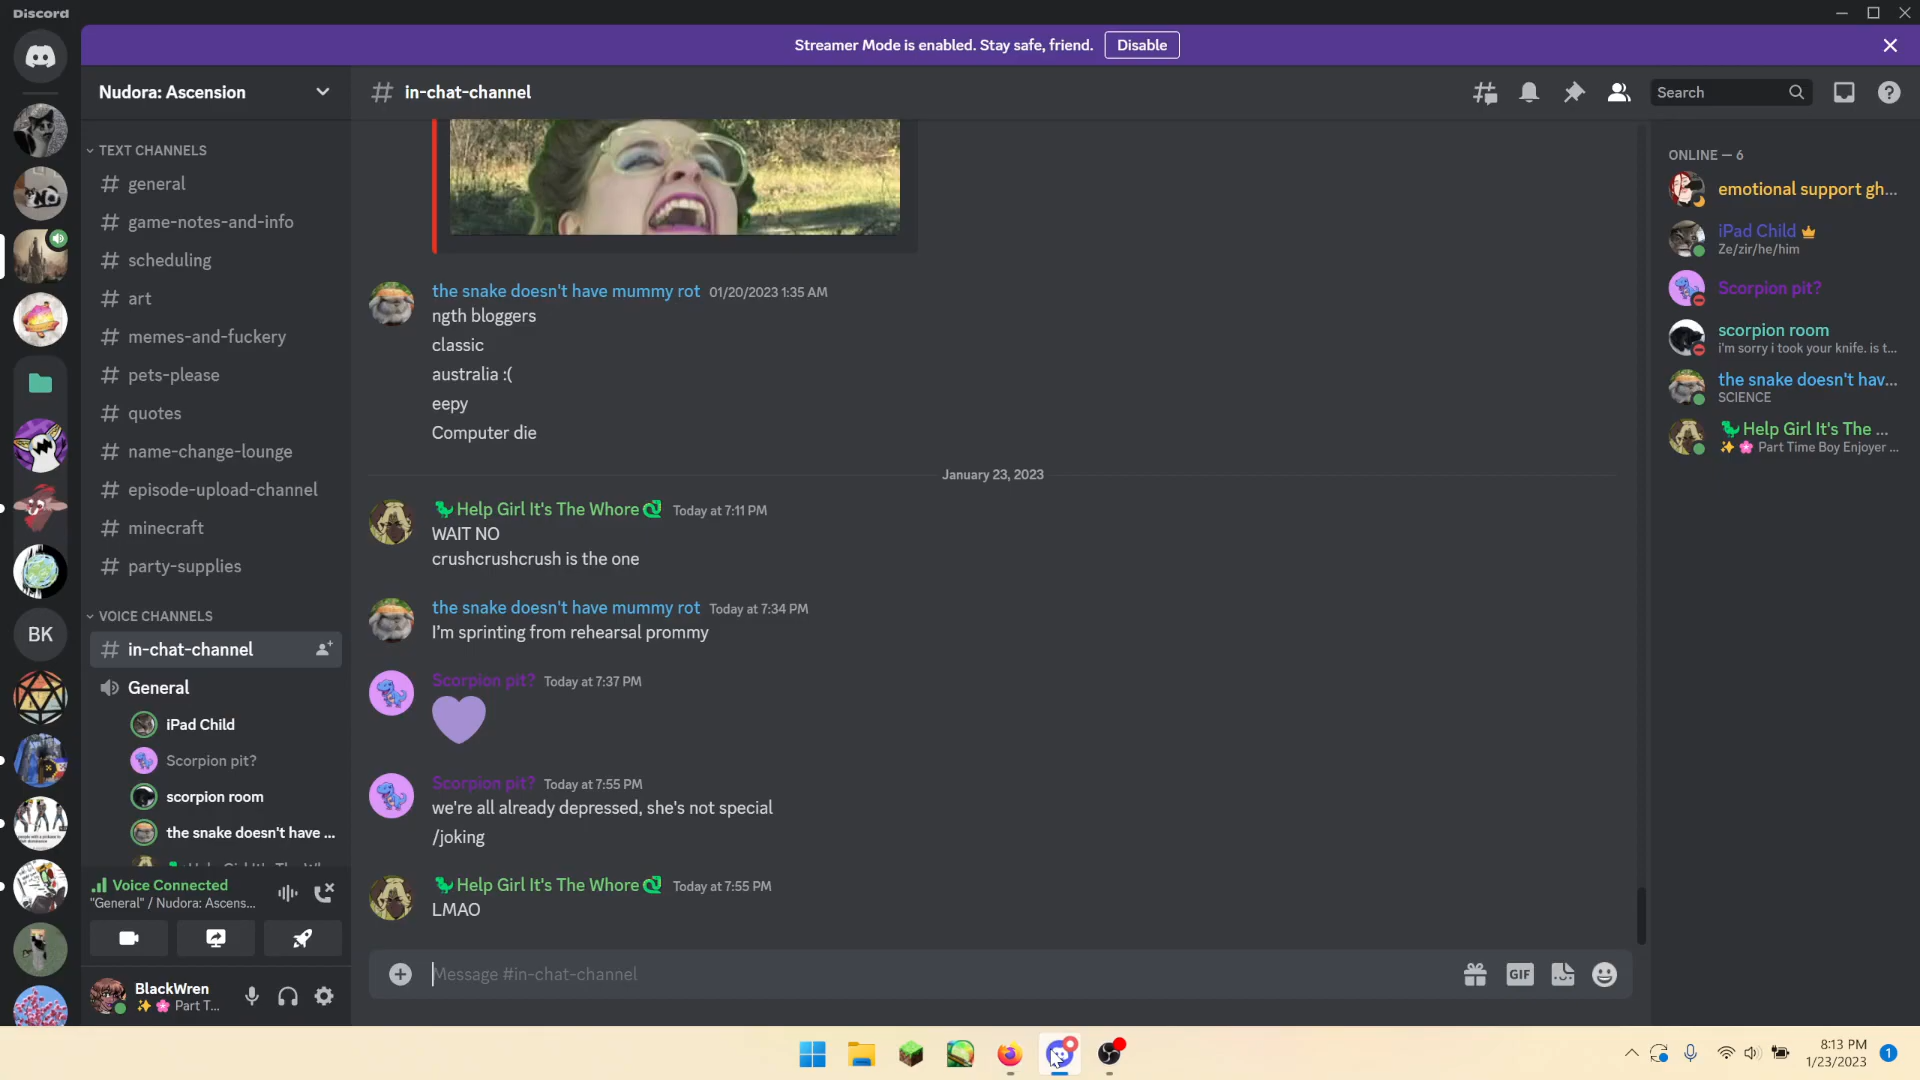 Discord
Streamer Mode is enabled. Stay safe, friend.
Disable
Nudora: Ascension
in-chat-channel
Search
TEXT CHANNELS
general
game-notes-and-info
scheduling
art
memes-and-fuckery
pets-please
quotes
name-change-lounge
episode-upload-channel
minecraft
party-supplies
VOICE CHANNELS
in-chat-channel
General
iPad Child
Scorpion pit?
scorpion room
the snake doesn't have ...
BK
Voice Connected
"General" / Nudora: Ascens...
BlackWren
✨🌸 Part T...
the snake doesn't have mummy rot 01/20/2023 1:35 AM
ngth bloggers
classic
australia :(
eepy
Computer die
January 23, 2023
🦖Help Girl It's The Whore Today at 7:11 PM
WAIT NO
crushcrushcrush is the one
the snake doesn't have mummy rot Today at 7:34 PM
I'm sprinting from rehearsal prommy
Scorpion pit? Today at 7:37 PM
Scorpion pit? Today at 7:55 PM
we're all already depressed, she's not special
/joking
🦖Help Girl It's The Whore Today at 7:55 PM
LMAO
Message #in-chat-channel
GIF
ONLINE — 6
emotional support gh...
iPad Child
Ze/zir/he/him
Scorpion pit?
scorpion room
i'm sorry i took your knife. is t...
the snake doesn't hav...
SCIENCE
🦖Help Girl It's The ...
✨🌸 Part Time Boy Enjoyer ...
8:13 PM
1/23/2023
1